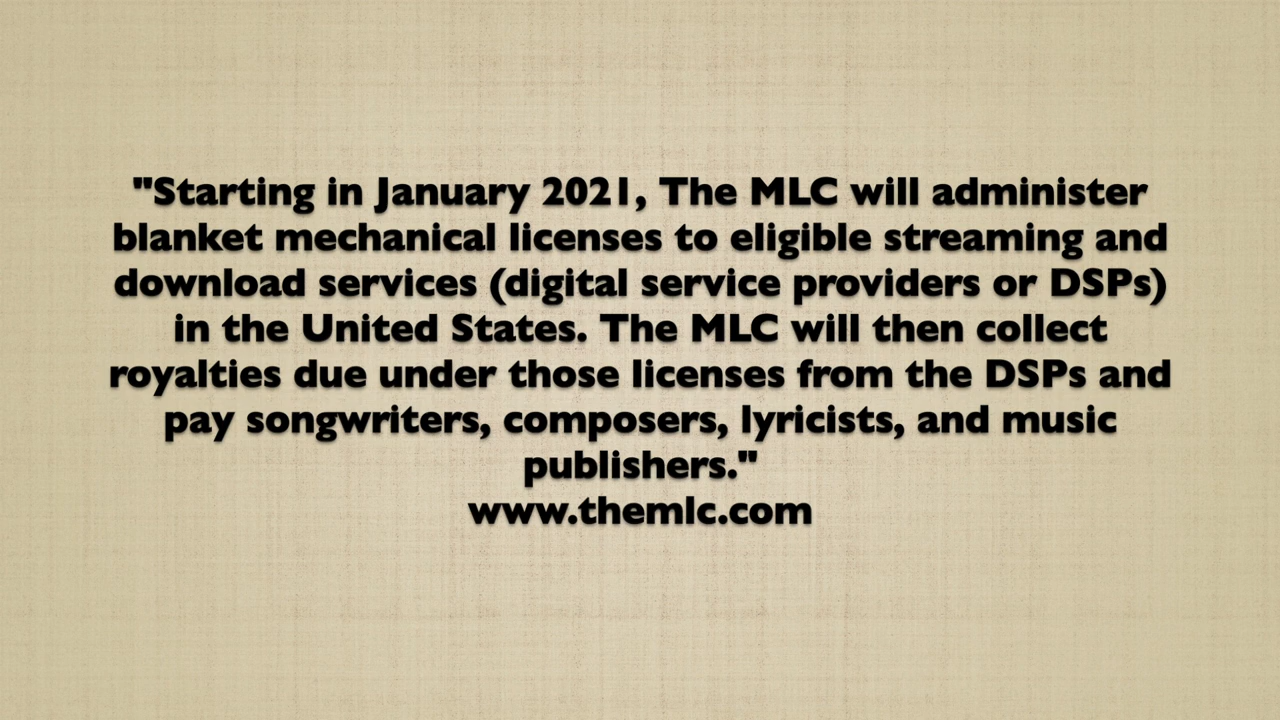 "Starting in January 2021, The MLC will administer
blanket mechanical licenses to eligible streaming and
download services (digital service providers or DSPs)
in the United States. The MLC will then collect
royalties due under those licenses from the DSPs and
pay songwriters, composers, lyricists, and music
publishers."
www.themlc.com